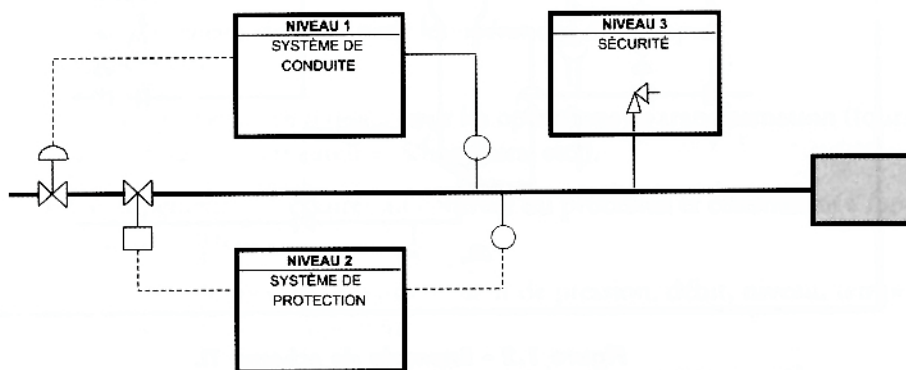 NIVEAU 1
SYSTÈME DE
CONDUITE
NIVEAU 3
SÉCURITÉ
NIVEAU 2
SYSTÈME DE
PROTECTION